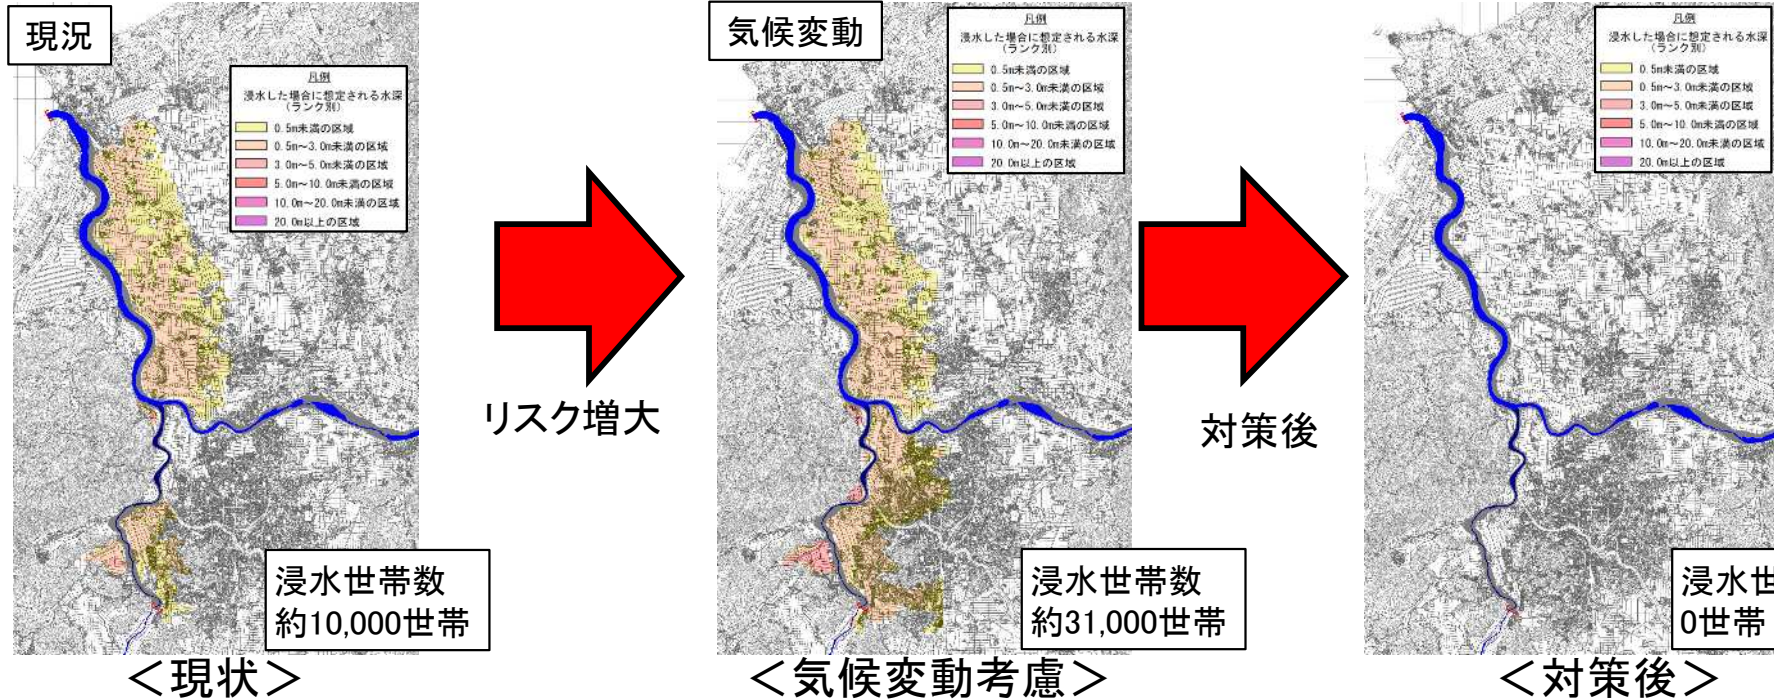 現況
凡例
浸水した場合に想定される水深
(ランク別)
0.5m未満の区域
0.5m～3.0m未満の区域
3.0m～5.0m未満の区域
5.0m～10.0m未満の区域
10.0m～20.0m未満の区域
20.0m以上の区域
浸水世帯数
約10,000世帯
＜現状＞
リスク増大
気候変動
凡例
浸水した場合に想定される水深
(ランク別)
0.5m未満の区域
0.5m～3.0m未満の区域
3.0m～5.0m未満の区域
5.0m～10.0m未満の区域
10.0m～20.0m未満の区域
20.0m以上の区域
浸水世帯数
約31,000世帯
＜気候変動考慮＞
対策後
凡例
浸水した場合に想定される水深
(ランク別)
0.5m未満の区域
0.5m～3.0m未満の区域
3.0m～5.0m未満の区域
5.0m～10.0m未満の区域
10.0m～20.0m未満の区域
20.0m以上の区域
浸水世
0世帯
＜対策後＞